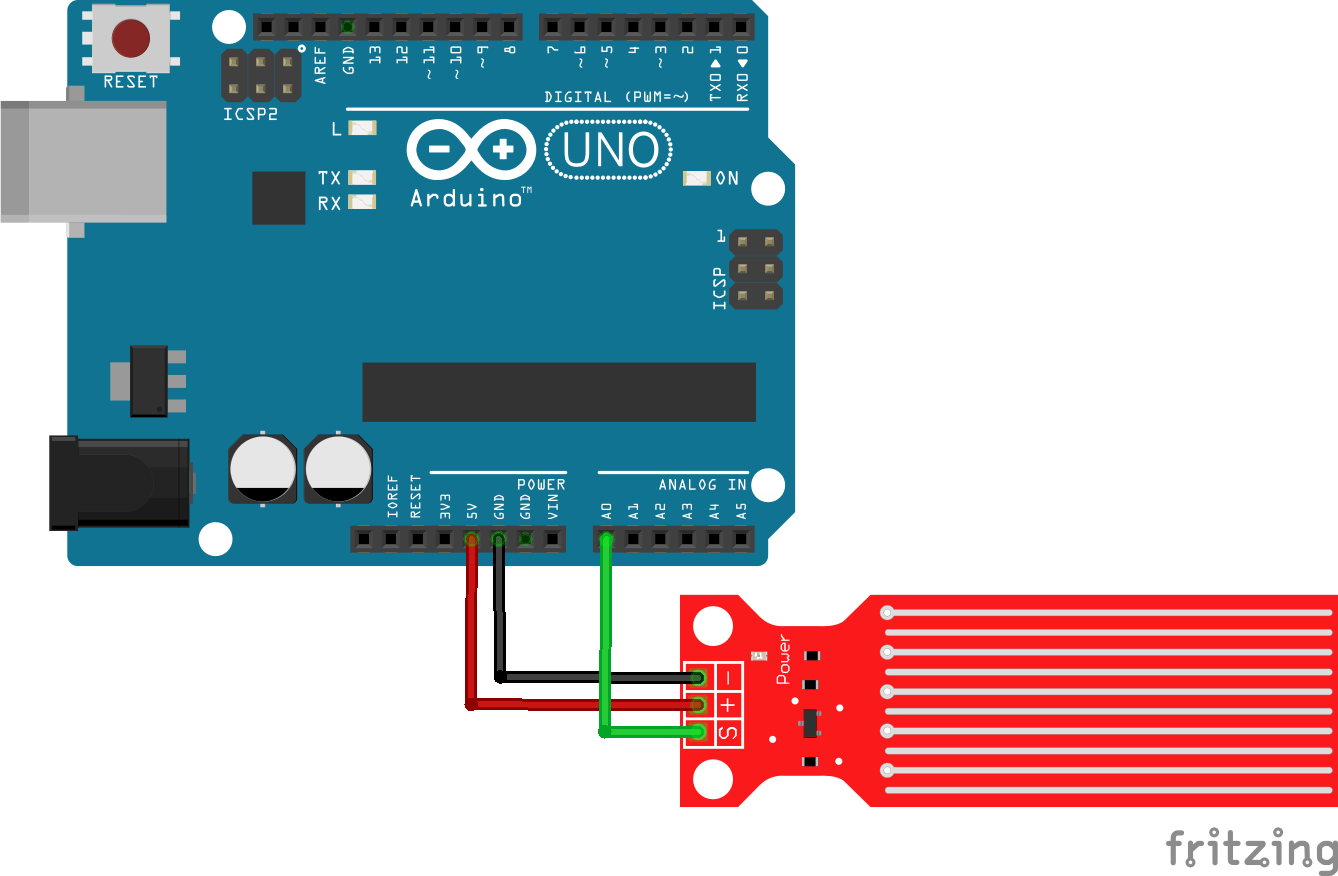 RESET
ICSP2
AREF
GND
13
12
~11
~10
~9
8
7
~6
~5
4
~3
2
TX0▶1
RX0◀0
DIGITAL (PWM=~)
L
TX
RX
Arduino™
UNO
ON
1
ICSP
POWER
ANALOG IN
IOREF
RESET
3V3
5V
GND
GND
VIN
A0
A1
A2
A3
A4
A5
Power
−
+
S
fritzing